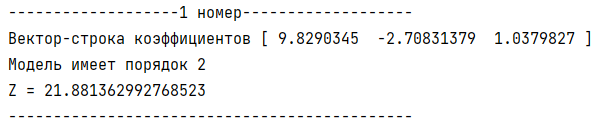 -------------------1 номер-------------------
Вектор-строка коэффициентов [ 9.8290345  -2.70831379  1.0379827 ]
Модель имеет порядок 2
Z = 21.881362992768523
---------------------------------------------